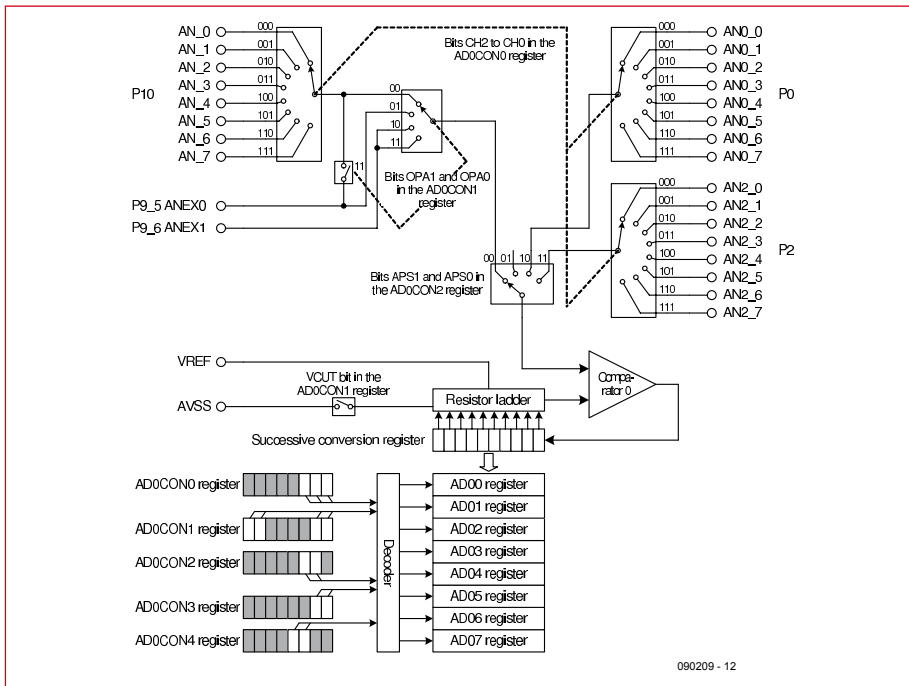 AN_0
AN_1
AN_2
AN_3
AN_4
AN_5
AN_6
AN_7
P10
000
001
010
011
100
101
110
111
P9_5 ANEX0
P9_6 ANEX1
11
00
01
10
11
Bits CH2 to CH0 in the
AD0CON0 register
Bits OPA1 and OPA0
in the AD0CON1
register
000
001
010
011
100
101
110
111
AN0_0
AN0_1
AN0_2
AN0_3
AN0_4
AN0_5
AN0_6
AN0_7
P0
000
001
010
011
100
101
110
111
AN2_0
AN2_1
AN2_2
AN2_3
AN2_4
AN2_5
AN2_6
AN2_7
P2
00 01 10 11
Bits APS1 and APS0 in
the AD0CON2 register
VREF
AVSS
VCUT bit in the
AD0CON1 register
Resistor ladder
Compa-
rator 0
Successive conversion register
AD0CON0 register
AD0CON1 register
AD0CON2 register
AD0CON3 register
AD0CON4 register
Decoder
AD00 register
AD01 register
AD02 register
AD03 register
AD04 register
AD05 register
AD06 register
AD07 register
090209 - 12